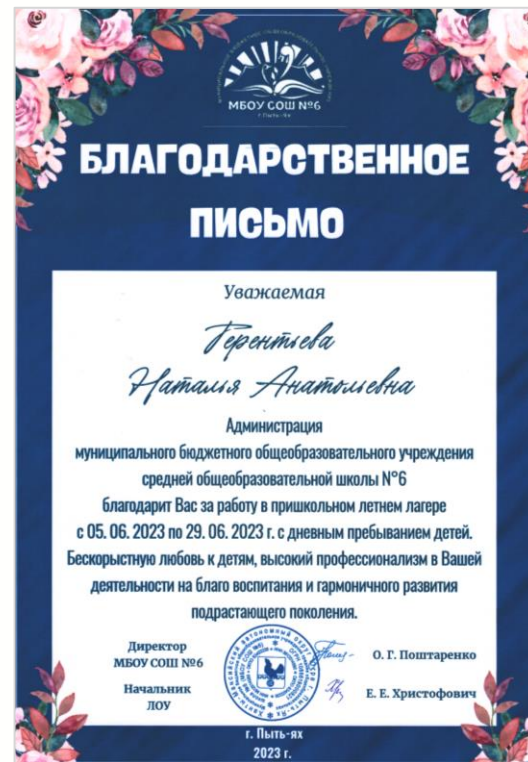 МБОУ СОШ №6
г.Пыть-Ях
БЛАГОДАРСТВЕННОЕ
ПИСЬМО
Уважаемая
Терентьева
Наталья Анатольевна
Администрация
муниципального бюджетного общеобразовательного учреждения
средней общеобразовательной школы №6
благодарит Вас за работу в пришкольном летнем лагере
с 05. 06. 2023 по 29. 06. 2023 г. с дневным пребыванием детей.
Бескорыстную любовь к детям, высокий профессионализм в Вашей
деятельности на благо воспитания и гармоничного развития
подрастающего поколения.
Директор
МБОУ СОШ №6
О. Г. Поштаренко
Начальник
ЛОУ
Е. Е. Христофович
г. Пыть-ях
2023 г.